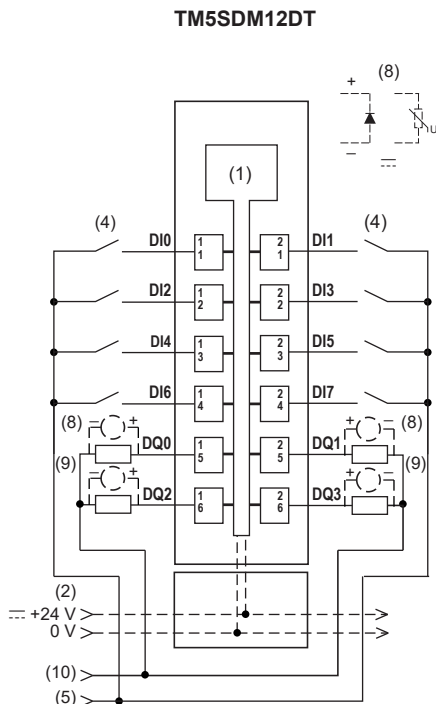 TM5SDM12DT
+ (8)
U
−
(1)
(4) (4)
DI0 1 1 2 1 DI1
DI2 1 2 2 2 DI3
DI4 1 3 2 3 DI5
DI6 1 4 2 4 DI7
(8) − + − + (8)
(9) DQ0 1 5 2 5 DQ1 (9)
− + − +
DQ2 1 6 2 6 DQ3
(2)
+24 V
0 V
(10)
(5)